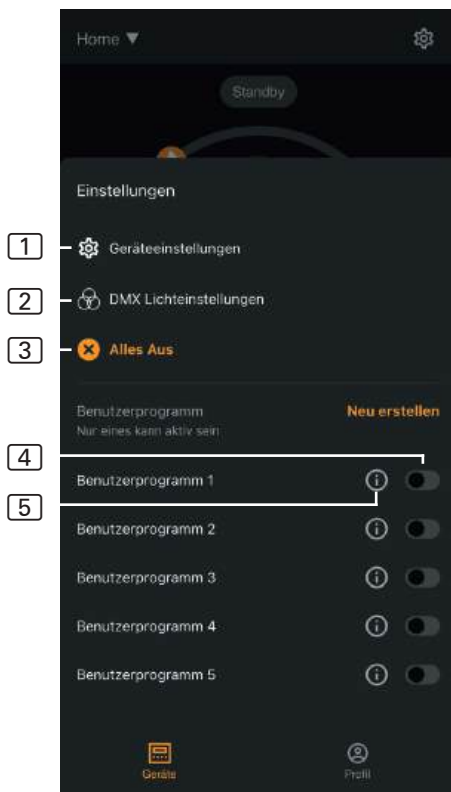 Home ▼
Standby
Einstellungen
1 Geräteeinstellungen
2 DMX Lichteinstellungen
3 Alles Aus
Benutzerprogramm Neu erstellen
Nur eines kann aktiv sein
4
Benutzerprogramm 1
5
Benutzerprogramm 2
Benutzerprogramm 3
Benutzerprogramm 4
Benutzerprogramm 5
Geräte Profil